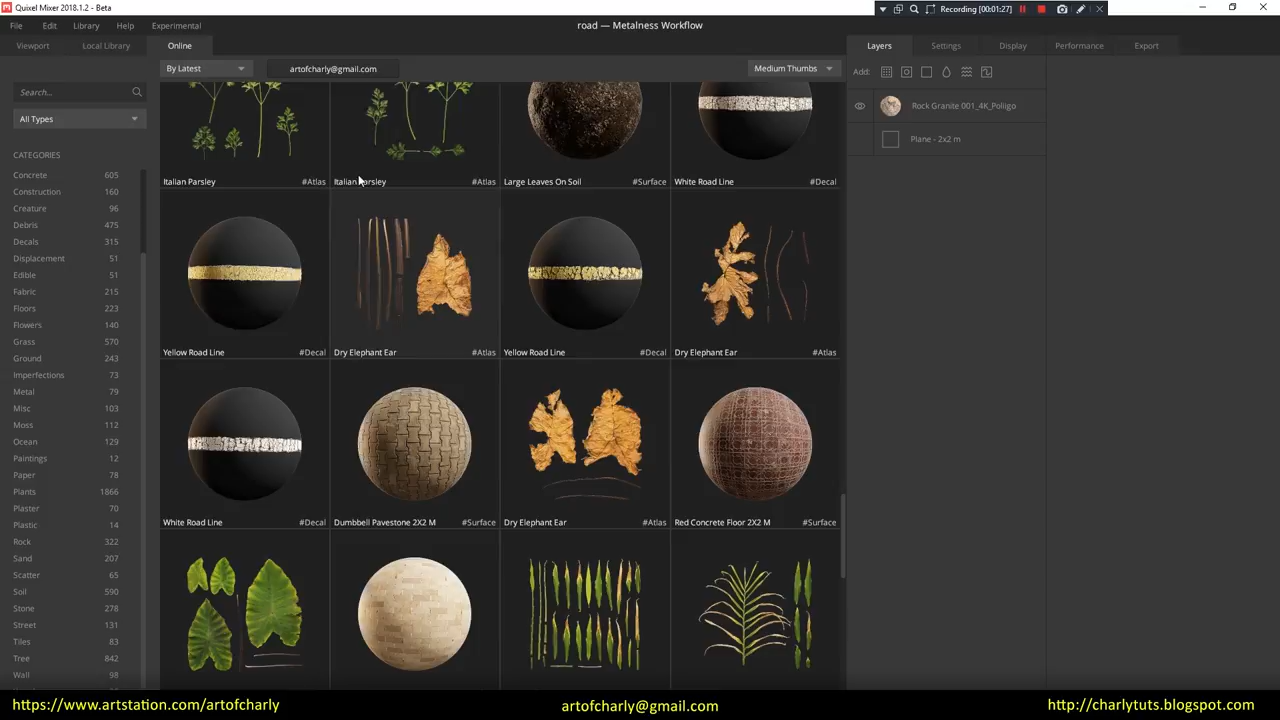 Quixel Mixer 2018.1.2 - Beta
Recording [00:01:27]
File Edit Library Help Experimental
road — Metalness Workflow
Viewport Local Library Online
Layers Settings Display Performance Export
By Latest
artofcharly@gmail.com
Medium Thumbs
Add:
Search...
All Types
Rock Granite 001_4K_Poliigo
Plane - 2x2 m
CATEGORIES
Concrete 605
Construction 160
Creature 96
Debris 475
Decals 315
Displacement 51
Edible 51
Fabric 215
Floors 223
Flowers 140
Grass 570
Ground 243
Imperfections 73
Metal 79
Misc 103
Moss 112
Ocean 129
Paintings 12
Paper 78
Plants 1866
Plaster 70
Plastic 14
Rock 322
Sand 207
Scatter 65
Soil 590
Stone 278
Street 131
Tiles 83
Tree 842
Wall 98
Italian Parsley #Atlas
Italian Parsley #Atlas
Large Leaves On Soil #Surface
White Road Line #Decal
Yellow Road Line #Decal
Dry Elephant Ear #Atlas
Yellow Road Line #Decal
Dry Elephant Ear #Atlas
White Road Line #Decal
Dumbbell Pavestone 2X2 M #Surface
Dry Elephant Ear #Atlas
Red Concrete Floor 2X2 M #Surface
https://www.artstation.com/artofcharly
artofcharly@gmail.com
http://charlytuts.blogspot.com